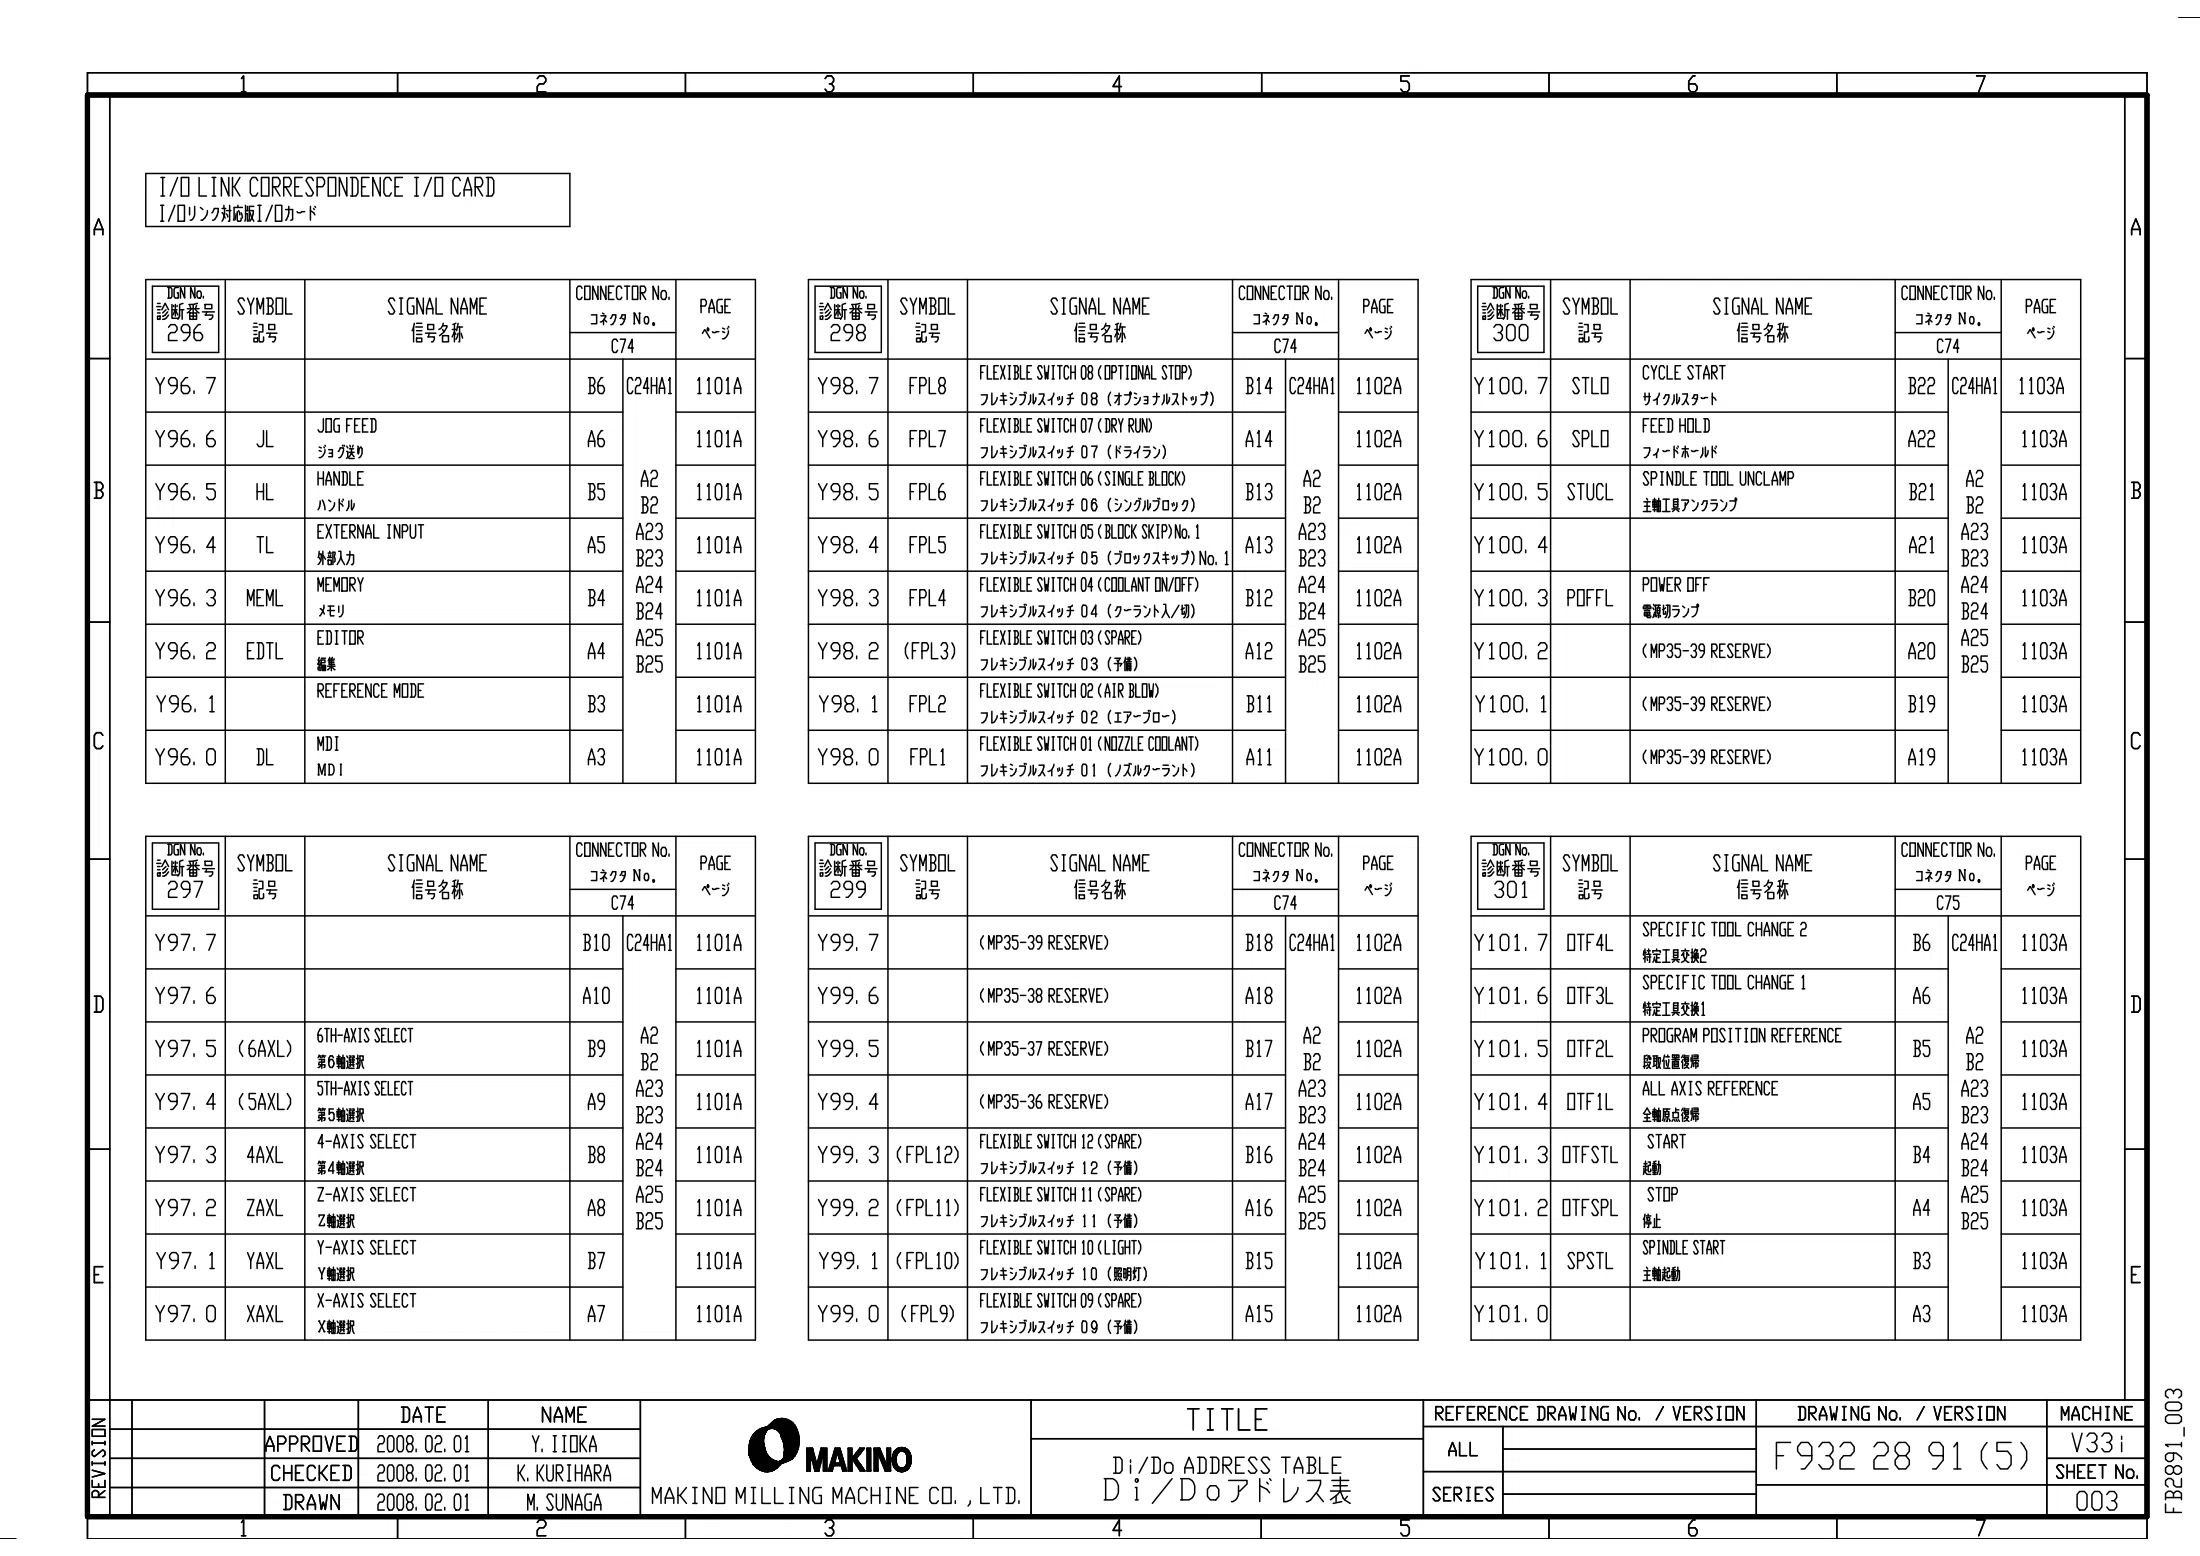 1 2 3 4 5 6 7
I/O LINK CORRESPONDENCE I/O CARD
I/Oリンク対応版I/Oカード
A A
B B
C C
D D
E E
DGN No. 診断番号 296 SYMBOL 記号 SIGNAL NAME 信号名称 CONNECTOR No. コネクタ No. C74 PAGE ページ
Y96.7 B6 C24HA1 1101A
Y96.6 JL JOG FEED A6 1101A
ジョグ送り
Y96.5 HL HANDLE B5 A2 1101A
ハンドル B2
Y96.4 TL EXTERNAL INPUT A5 A23 1101A
外部入力 B23
Y96.3 MEML MEMORY B4 A24 1101A
メモリ B24
Y96.2 EDTL EDITOR A4 A25 1101A
編集 B25
Y96.1 REFERENCE MODE B3 1101A
Y96.0 DL MDI A3 1101A
MDI
DGN No. 診断番号 298 SYMBOL 記号 SIGNAL NAME 信号名称 CONNECTOR No. コネクタ No. C74 PAGE ページ
Y98.7 FPL8 FLEXIBLE SWITCH 08 (OPTIONAL STOP) B14 C24HA1 1102A
フレキシブルスイッチ 08 (オプショナルストップ)
Y98.6 FPL7 FLEXIBLE SWITCH 07 (DRY RUN) A14 1102A
フレキシブルスイッチ 07 (ドライラン)
Y98.5 FPL6 FLEXIBLE SWITCH 06 (SINGLE BLOCK) B13 A2 1102A
フレキシブルスイッチ 06 (シングルブロック) B2
Y98.4 FPL5 FLEXIBLE SWITCH 05 (BLOCK SKIP) No.1 A13 A23 1102A
フレキシブルスイッチ 05 (ブロックスキップ) No.1 B23
Y98.3 FPL4 FLEXIBLE SWITCH 04 (COOLANT ON/OFF) B12 A24 1102A
フレキシブルスイッチ 04 (クーラント入/切) B24
Y98.2 (FPL3) FLEXIBLE SWITCH 03 (SPARE) A12 A25 1102A
フレキシブルスイッチ 03 (予備) B25
Y98.1 FPL2 FLEXIBLE SWITCH 02 (AIR BLOW) B11 1102A
フレキシブルスイッチ 02 (エアーブロー)
Y98.0 FPL1 FLEXIBLE SWITCH 01 (NOZZLE COOLANT) A11 1102A
フレキシブルスイッチ 01 (ノズルクーラント)
DGN No. 診断番号 300 SYMBOL 記号 SIGNAL NAME 信号名称 CONNECTOR No. コネクタ No. C74 PAGE ページ
Y100.7 STLO CYCLE START B22 C24HA1 1103A
サイクルスタート
Y100.6 SPLO FEED HOLD A22 1103A
フィードホールド
Y100.5 STUCL SPINDLE TOOL UNCLAMP B21 A2 1103A
主軸工具アンクランプ B2
Y100.4 A21 A23 1103A
B23
Y100.3 POFFL POWER OFF B20 A24 1103A
電源切ランプ B24
Y100.2 (MP35-39 RESERVE) A20 A25 1103A
B25
Y100.1 (MP35-39 RESERVE) B19 1103A
Y100.0 (MP35-39 RESERVE) A19 1103A
DGN No. 診断番号 297 SYMBOL 記号 SIGNAL NAME 信号名称 CONNECTOR No. コネクタ No. C74 PAGE ページ
Y97.7 B10 C24HA1 1101A
Y97.6 A10 1101A
Y97.5 (6AXL) 6TH-AXIS SELECT B9 A2 1101A
第6軸選択 B2
Y97.4 (5AXL) 5TH-AXIS SELECT A9 A23 1101A
第5軸選択 B23
Y97.3 4AXL 4-AXIS SELECT B8 A24 1101A
第4軸選択 B24
Y97.2 ZAXL Z-AXIS SELECT A8 A25 1101A
Z軸選択 B25
Y97.1 YAXL Y-AXIS SELECT B7 1101A
Y軸選択
Y97.0 XAXL X-AXIS SELECT A7 1101A
X軸選択
DGN No. 診断番号 299 SYMBOL 記号 SIGNAL NAME 信号名称 CONNECTOR No. コネクタ No. C74 PAGE ページ
Y99.7 (MP35-39 RESERVE) B18 C24HA1 1102A
Y99.6 (MP35-38 RESERVE) A18 1102A
Y99.5 (MP35-37 RESERVE) B17 A2 1102A
B2
Y99.4 (MP35-36 RESERVE) A17 A23 1102A
B23
Y99.3 (FPL12) FLEXIBLE SWITCH 12 (SPARE) B16 A24 1102A
フレキシブルスイッチ 12 (予備) B24
Y99.2 (FPL11) FLEXIBLE SWITCH 11 (SPARE) A16 A25 1102A
フレキシブルスイッチ 11 (予備) B25
Y99.1 (FPL10) FLEXIBLE SWITCH 10 (LIGHT) B15 1102A
フレキシブルスイッチ 10 (照明灯)
Y99.0 (FPL9) FLEXIBLE SWITCH 09 (SPARE) A15 1102A
フレキシブルスイッチ 09 (予備)
DGN No. 診断番号 301 SYMBOL 記号 SIGNAL NAME 信号名称 CONNECTOR No. コネクタ No. C75 PAGE ページ
Y101.7 OTF4L SPECIFIC TOOL CHANGE 2 B6 C24HA1 1103A
特定工具交換2
Y101.6 OTF3L SPECIFIC TOOL CHANGE 1 A6 1103A
特定工具交換1
Y101.5 OTF2L PROGRAM POSITION REFERENCE B5 A2 1103A
段取位置復帰 B2
Y101.4 OTF1L ALL AXIS REFERENCE A5 A23 1103A
全軸原点復帰 B23
Y101.3 OTFSTL START B4 A24 1103A
起動 B24
Y101.2 OTFSPL STOP A4 A25 1103A
停止 B25
Y101.1 SPSTL SPINDLE START B3 1103A
主軸起動
Y101.0 A3 1103A
REVISION
DATE NAME
APPROVED 2008.02.01 Y. IIOKA
CHECKED 2008.02.01 K. KURIHARA
DRAWN 2008.02.01 M. SUNAGA
MAKINO
MAKINO MILLING MACHINE CO.,LTD.
TITLE
Di/Do ADDRESS TABLE
Di/Doアドレス表
REFERENCE DRAWING No. / VERSION
ALL
SERIES
DRAWING No. / VERSION
F932 28 91 (5)
MACHINE
V33i
SHEET No.
003
FB2891_003
1 2 3 4 5 6 7